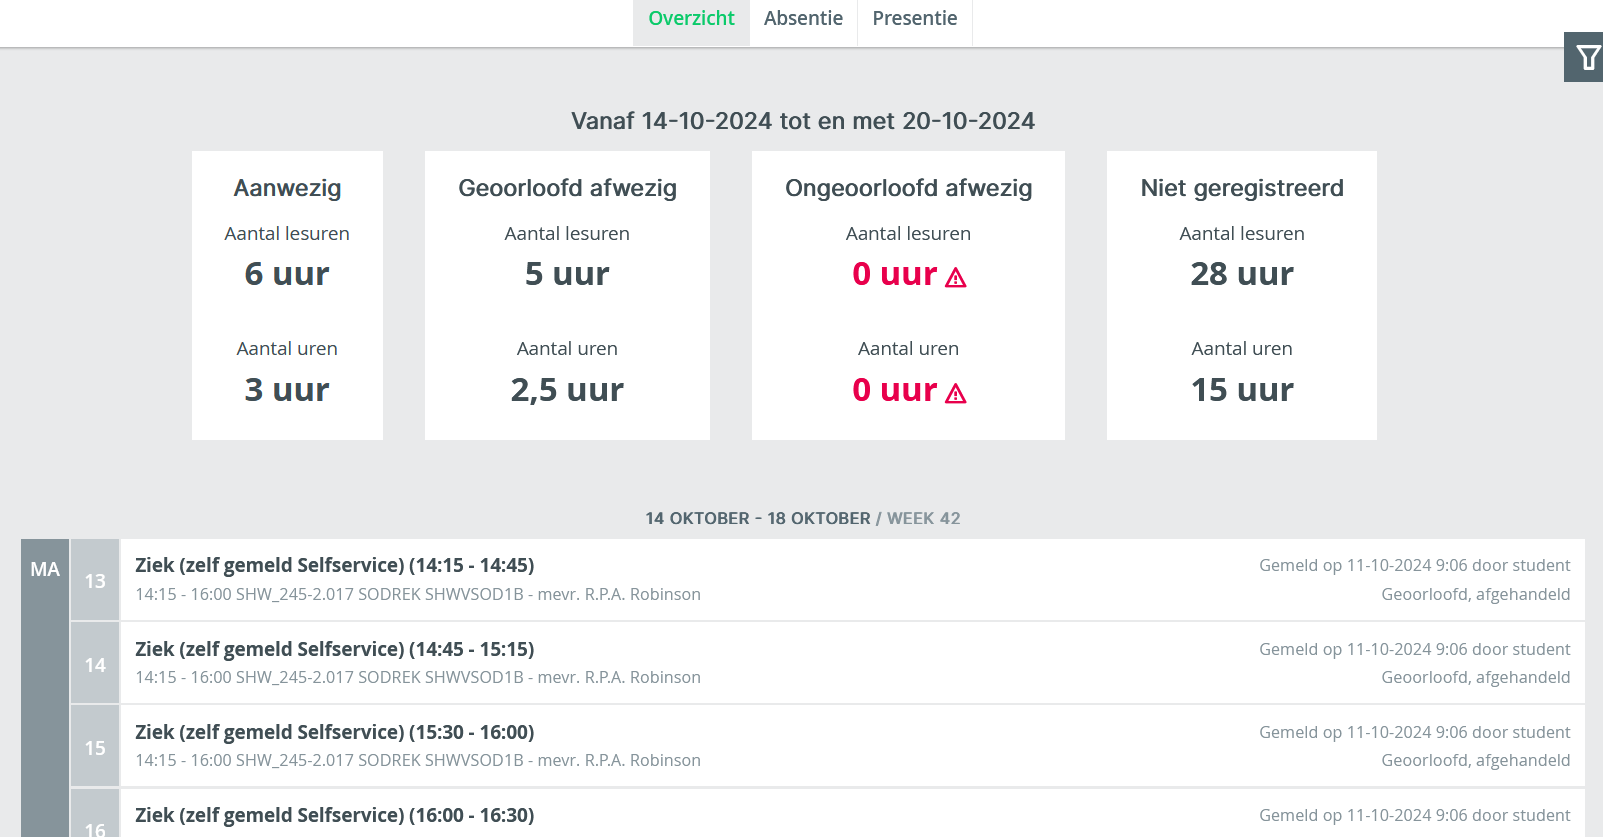 Overzicht Absentie Presentie
Vanaf 14-10-2024 tot en met 20-10-2024
Aanwezig
Aantal lesuren
6 uur
Aantal uren
3 uur
Geoorloofd afwezig
Aantal lesuren
5 uur
Aantal uren
2,5 uur
Ongeoorloofd afwezig
Aantal lesuren
0 uur
Aantal uren
0 uur
Niet geregistreerd
Aantal lesuren
28 uur
Aantal uren
15 uur
14 OKTOBER - 18 OKTOBER / WEEK 42
MA
13
Ziek (zelf gemeld Selfservice) (14:15 - 14:45)
14:15 - 16:00 SHW_245-2.017 SODREK SHWVSOD1B - mevr. R.P.A. Robinson
Gemeld op 11-10-2024 9:06 door student
Geoorloofd, afgehandeld
14
Ziek (zelf gemeld Selfservice) (14:45 - 15:15)
14:15 - 16:00 SHW_245-2.017 SODREK SHWVSOD1B - mevr. R.P.A. Robinson
Gemeld op 11-10-2024 9:06 door student
Geoorloofd, afgehandeld
15
Ziek (zelf gemeld Selfservice) (15:30 - 16:00)
14:15 - 16:00 SHW_245-2.017 SODREK SHWVSOD1B - mevr. R.P.A. Robinson
Gemeld op 11-10-2024 9:06 door student
Geoorloofd, afgehandeld
16
Ziek (zelf gemeld Selfservice) (16:00 - 16:30)
Gemeld op 11-10-2024 9:06 door student